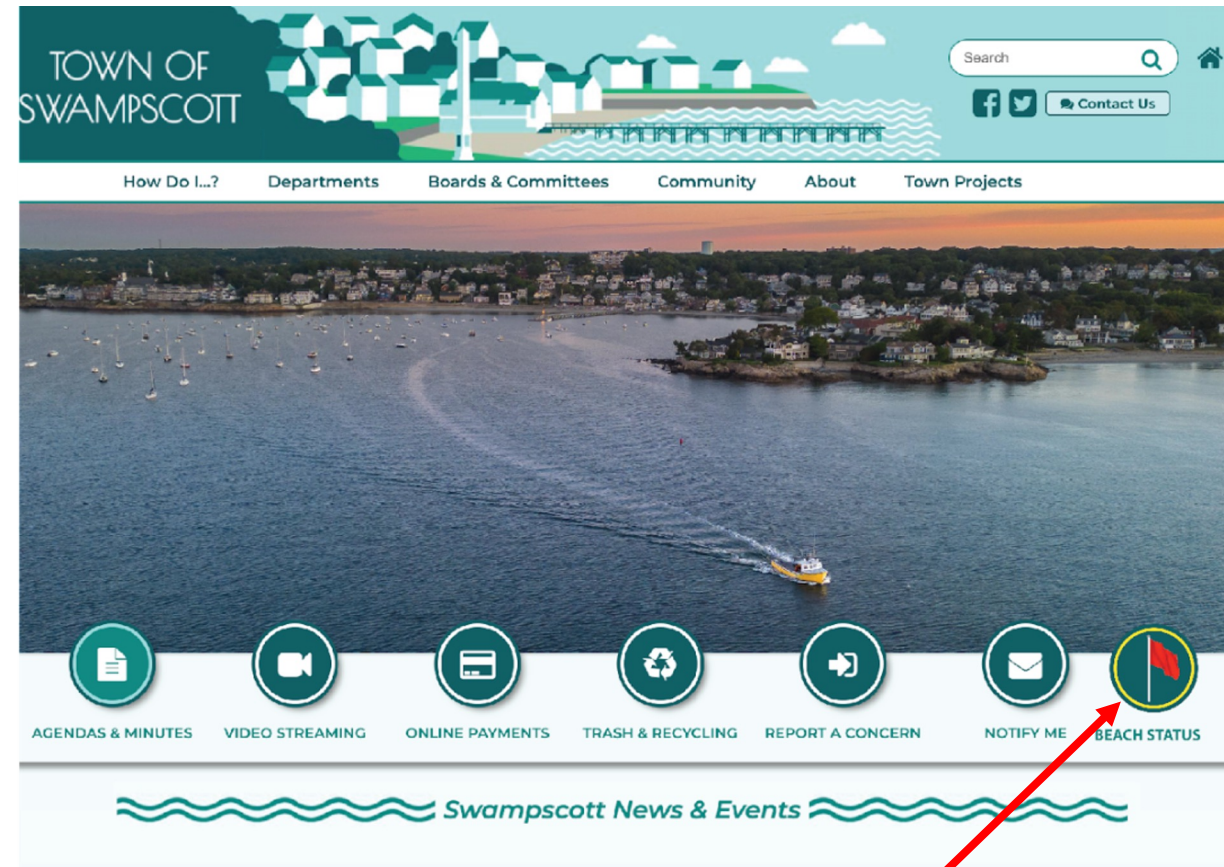 TOWN OF
SWAMPSCOTT
Search
Contact Us
How Do I...? Departments Boards & Committees Community About Town Projects
AGENDAS & MINUTES VIDEO STREAMING ONLINE PAYMENTS TRASH & RECYCLING REPORT A CONCERN NOTIFY ME BEACH STATUS
Swampscott News & Events